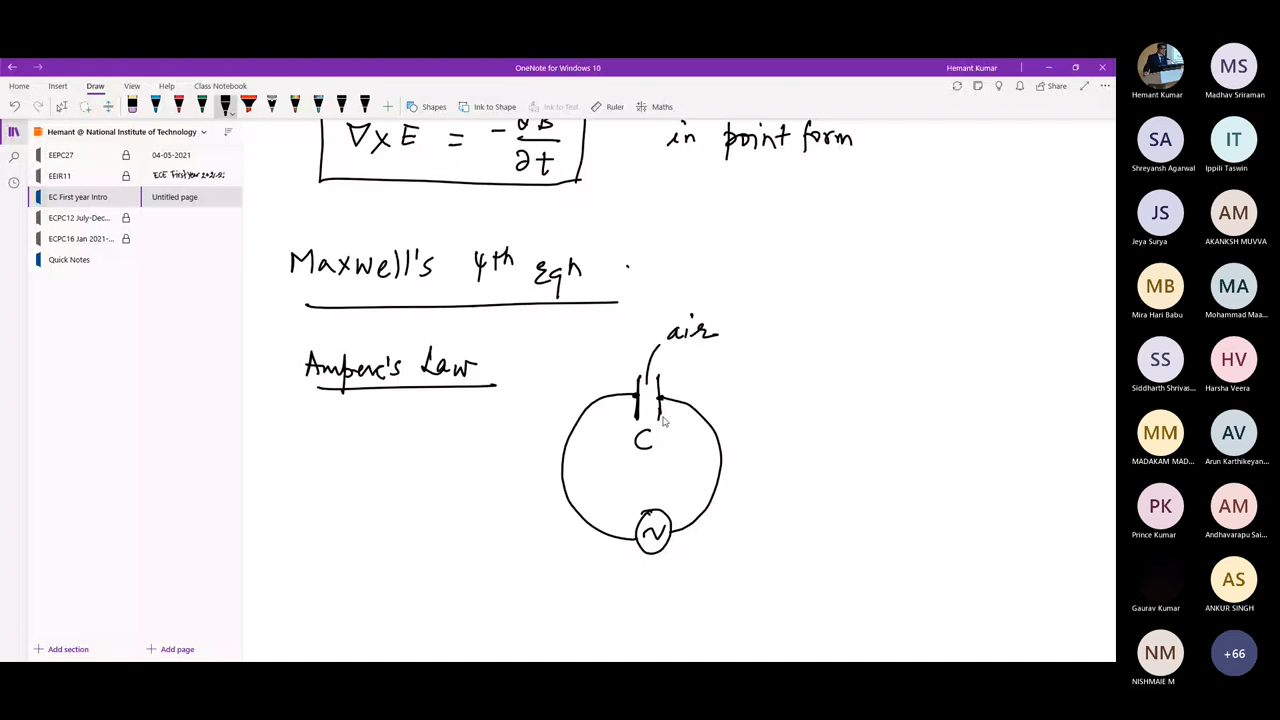 OneNote for Windows 10
Hemant Kumar
Home Insert Draw View Help Class Notebook
Share
Shapes Ink to Shape Ink to Text Ruler Maths
Hemant @ National Institute of Technology
EEPC27
EEIR11
EC First year Intro
ECPC12 July-Dec...
ECPC16 Jan 2021-...
Quick Notes
04-05-2021
ECE First Year 2021-22
Untitled page
Add section
Add page
∇x E = - ∂B/∂t in point form
Maxwell's 4th Eqn .
Ampere's Law
air
C
Hemant Kumar
MS
Madhav Sriraman
SA
Shreyansh Agarwal
IT
Ippili Taswin
JS
Jeya Surya
AM
AKANKSH MUVVA
MB
Mira Hari Babu
MA
Mohammad Maa...
SS
Siddharth Shrivas...
HV
Harsha Veera
MM
MADAKAM MAD...
AV
Arun Karthikeyan...
PK
Prince Kumar
AM
Andhavarapu Sai...
Gaurav Kumar
AS
ANKUR SINGH
NM
NISHMAIE M
+66